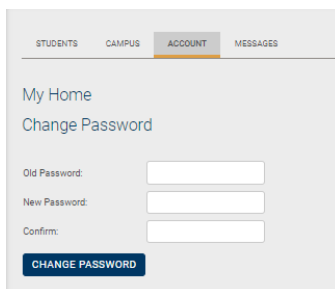 STUDENTS CAMPUS ACCOUNT MESSAGES
My Home
Change Password
Old Password:
New Password:
Confirm:
CHANGE PASSWORD